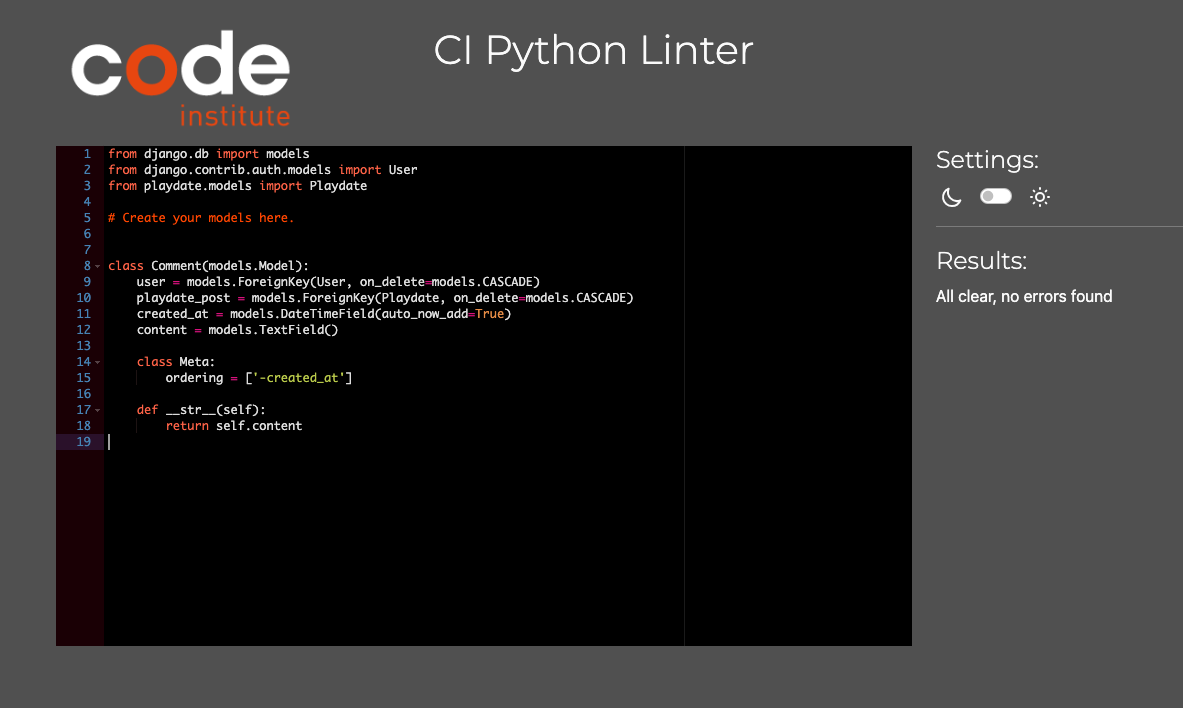 code
institute
CI Python Linter
1 from django.db import models
2 from django.contrib.auth.models import User
3 from playdate.models import Playdate
4
5 # Create your models here.
6
7
8 class Comment(models.Model):
9     user = models.ForeignKey(User, on_delete=models.CASCADE)
10     playdate_post = models.ForeignKey(Playdate, on_delete=models.CASCADE)
11     created_at = models.DateTimeField(auto_now_add=True)
12     content = models.TextField()
13
14     class Meta:
15         ordering = ['-created_at']
16
17     def __str__(self):
18         return self.content
19
Settings:
Results:
All clear, no errors found